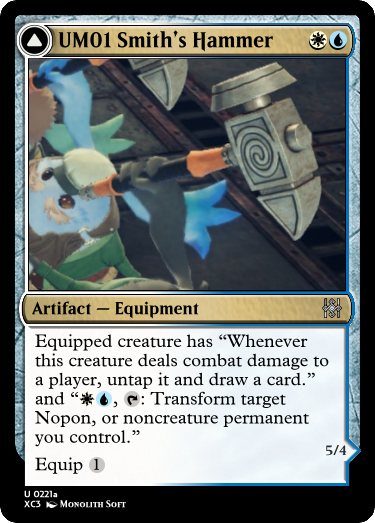 UM01 Smith's Hammer
Artifact — Equipment
Equipped creature has “Whenever
this creature deals combat damage to
a player, untap it and draw a card.”
and “, : Transform target
Nopon, or noncreature permanent
you control.”
5/4
Equip 1
U 0221a
XC3 Monolith Soft